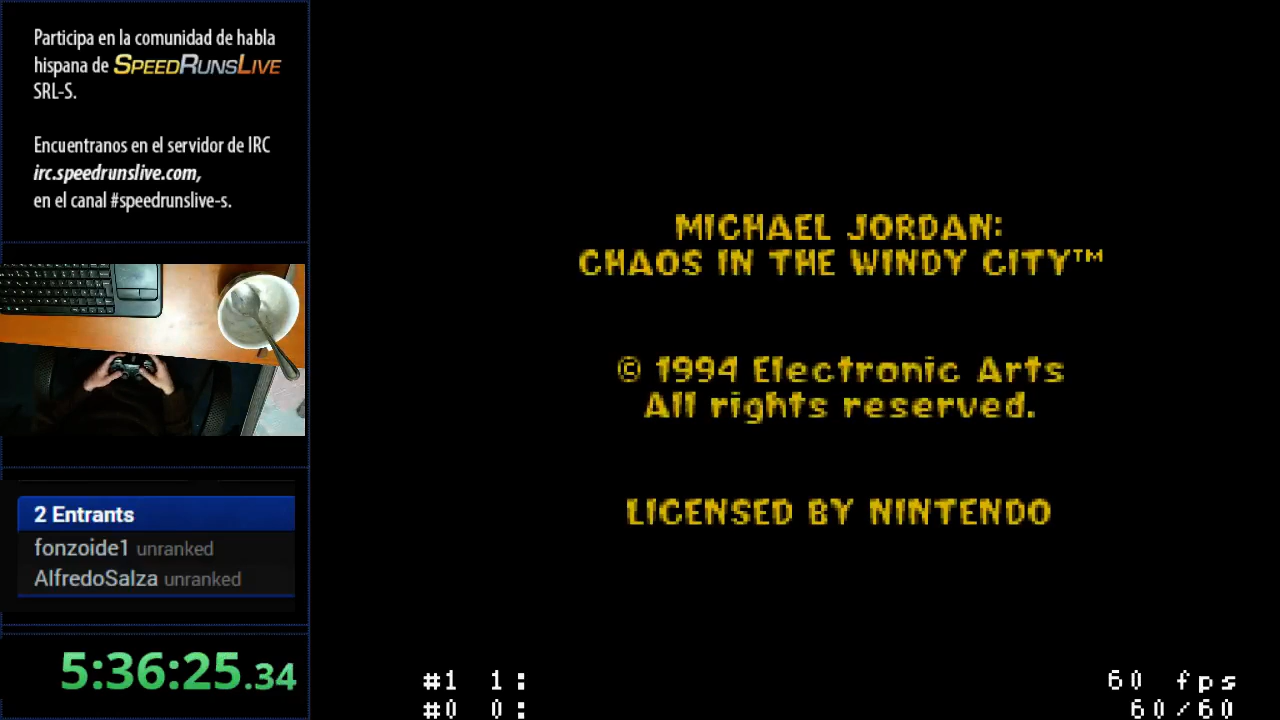 Participa en la comunidad de habla
hispana de SPEEDRUNSLIVE
SRL-S.
Encuentranos en el servidor de IRC
irc.speedrunslive.com,
en el canal #speedrunslive-s.
2 Entrants
fonzoide1 unranked
AlfredoSalza unranked
5:36:25.34
MICHAEL JORDAN:
CHAOS IN THE WINDY CITY™
© 1994 Electronic Arts
All rights reserved.
LICENSED BY NINTENDO
#1 1:
#0 0:
60 fps
60/60